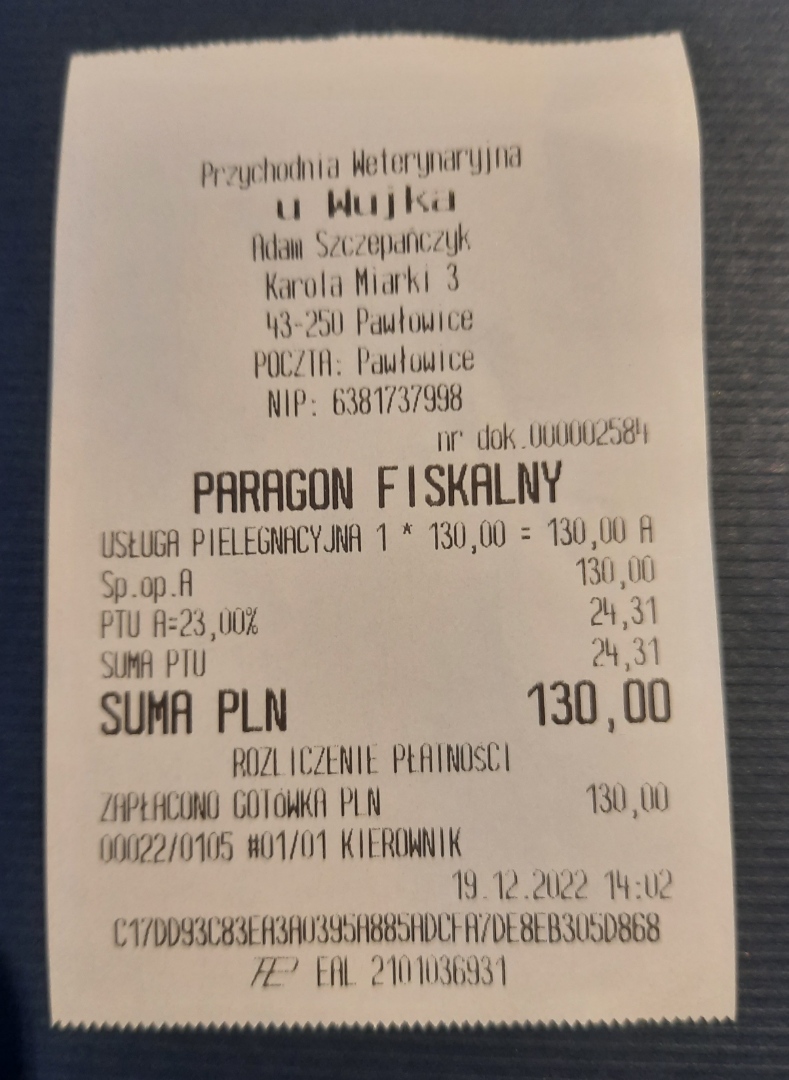 Przychodnia Weterynaryjna
u Wujka
Adam Szczepańczyk
Karola Miarki 3
43-250 Pawłowice
POCZTA: Pawłowice
NIP: 6381737998
nr dok.000002584
PARAGON FISKALNY
USŁUGA PIELEGNACYJNA 1 * 130,00 = 130,00 A
Sp.op.A 130,00
PTU A=23,00% 24,31
SUMA PTU 24,31
SUMA PLN 130,00
ROZLICZENIE PŁATNOŚCI
ZAPŁACONO GOTÓWKA PLN 130,00
00022/0105 #01/01 KIEROWNIK
19.12.2022 14:02
C17DD93C83EA3A0395A885ADCFA7DE8EB305D868
EAL 2101036931